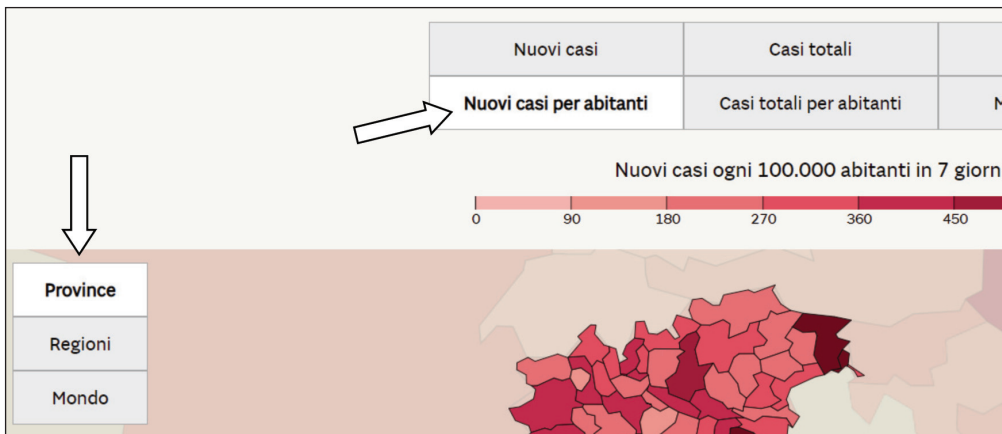 Nuovi casi Casi totali
Nuovi casi per abitanti Casi totali per abitanti
Nuovi casi ogni 100.000 abitanti in 7 giorn
0 90 180 270 360 450
Province
Regioni
Mondo